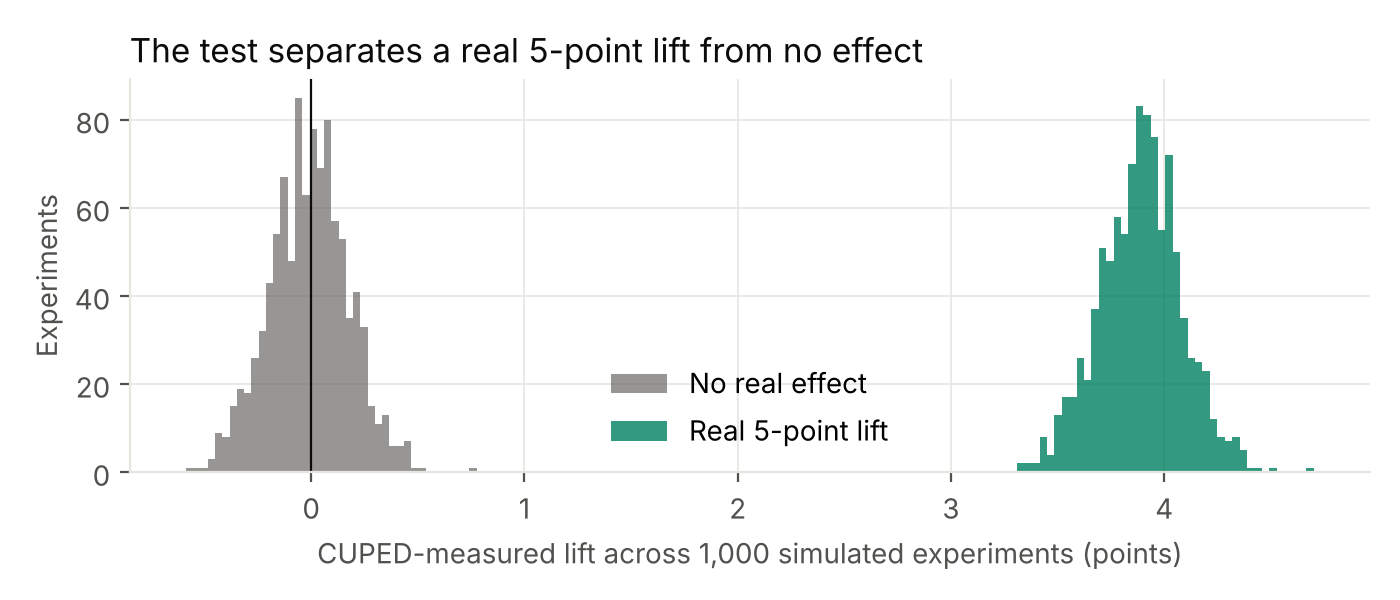 The test separates a real 5-point lift from no effect
Experiments
80
60
40
20
0
No real effect
Real 5-point lift
0 1 2 3 4
CUPED-measured lift across 1,000 simulated experiments (points)